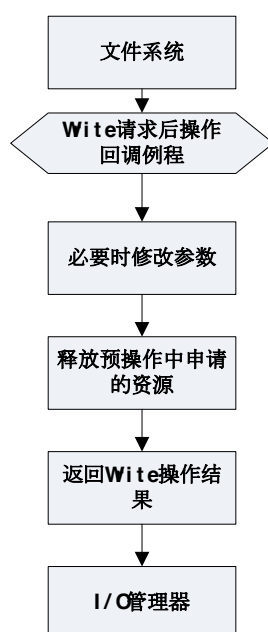 文件系统
Wite请求后操作
回调例程
必要时修改参数
释放预操作中申请
的资源
返回Wite操作结
果
I/O管理器